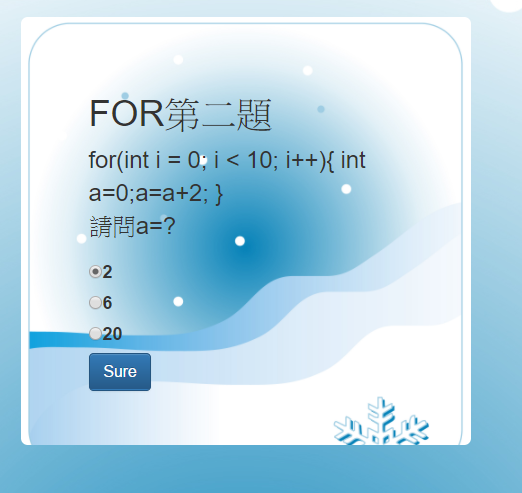 FOR第二題
for(int i = 0; i < 10; i++){ int
a=0;a=a+2; }
請問a=?
2
6
20
Sure